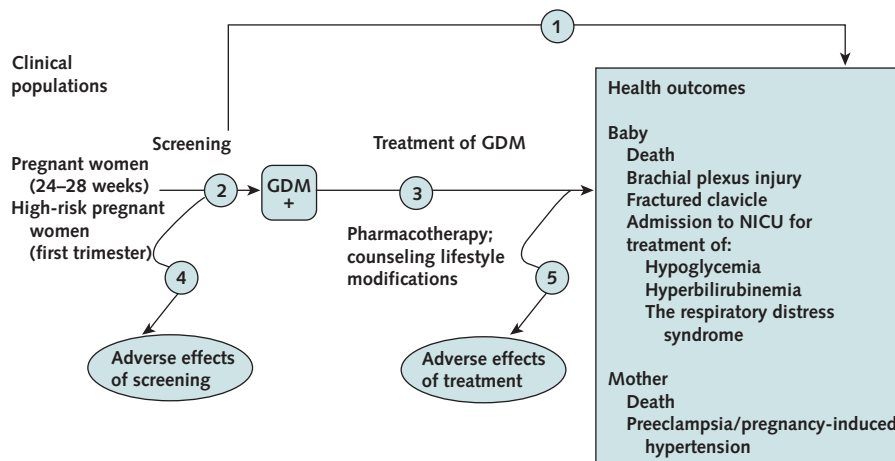 1
Clinical
populations
Screening
Treatment of GDM
Pregnant women
(24–28 weeks)
High-risk pregnant
women
(first trimester)
2
GDM
+
3
Pharmacotherapy;
counseling lifestyle
modifications
4
5
Adverse effects
of screening
Adverse effects
of treatment
Health outcomes
Baby
Death
Brachial plexus injury
Fractured clavicle
Admission to NICU for
treatment of:
Hypoglycemia
Hyperbilirubinemia
The respiratory distress
syndrome
Mother
Death
Preeclampsia/pregnancy-induced
hypertension